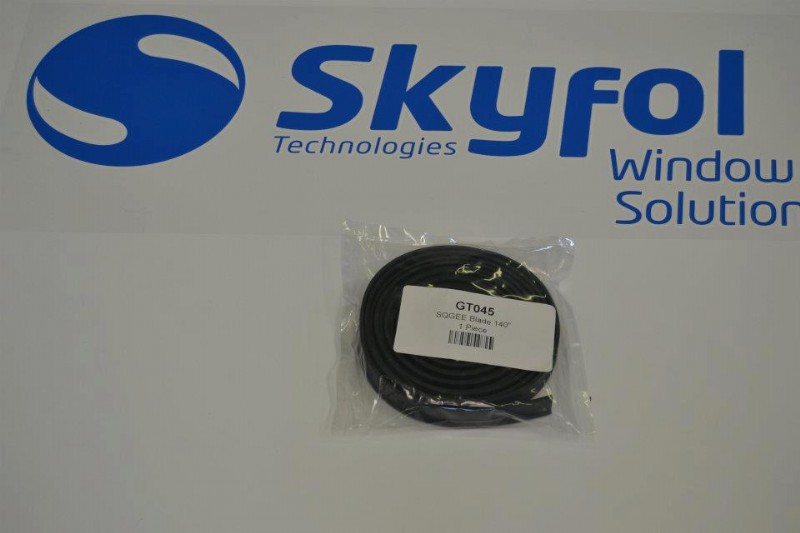 Skyfol
Technologies
Window
Solution
GT045
SQGEE Blade 140"
1 Piece